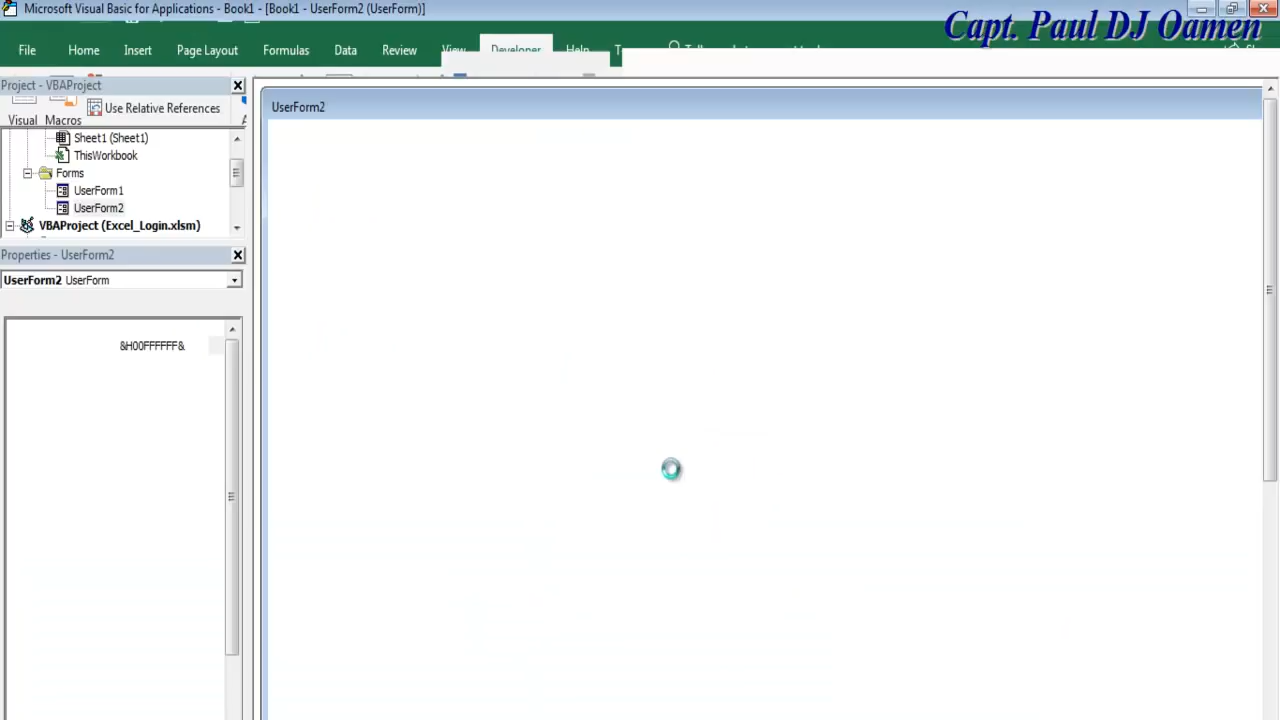 Microsoft Visual Basic for Applications - Book1 - [Book1 - UserForm2 (UserForm)]
Capt. Paul DJ Oamen
File Home Insert Page Layout Formulas Data Review View Developer Help
Project - VBAProject
Use Relative References
Visual Macros
UserForm2
Sheet1 (Sheet1)
ThisWorkbook
Forms
UserForm1
UserForm2
VBAProject (Excel_Login.xlsm)
Properties - UserForm2
UserForm2 UserForm
&H00FFFFFF&